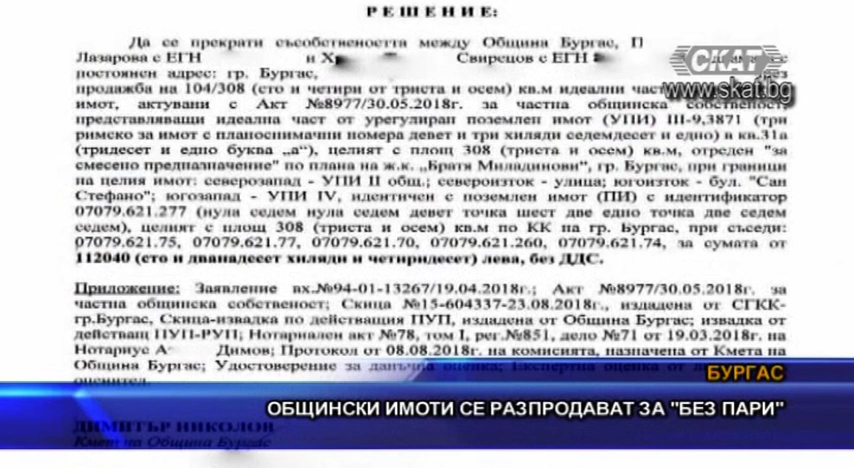 РЕШЕНИЕ:
Да се прекрати съсобствеността между Община Бургас, П
Лазарова с ЕГН и Хр Свирецов с ЕГН с
постоянен адрес: гр. Бургас, чрез
продажба на 104/308 (сто и четири от триста и осем) кв.м идеални част
имот, актувани с Акт №8977/30.05.2018г. за частна общинска собственост
представляващи идеална част от урегулиран поземлен имот (УПИ) III-9,3871 (три
римско за имот с планоснимачни номера девет и три хиляди седемдесет и едно) в кв.31а
(тридесет и едно буква „а"), целият с площ 308 (триста и осем) кв.м, отреден "за
смесено предназначение" по плана на ж.к. „Братя Миладинови", гр. Бургас, при граници
на целия имот: северозапад - УПИ II общ.; североизток - улица; югоизток - бул. "Сан
Стефано"; югозапад - УПИ IV, идентичен с поземлен имот (ПИ) с идентификатор
07079.621.277 (нула седем нула седем девет точка шест две едно точка две седем
седем), целият с площ 308 (триста и осем) кв.м по КК на гр. Бургас, при съседи:
07079.621.75, 07079.621.77, 07079.621.70, 07079.621.260, 07079.621.74, за сумата от
112040 (сто и дванадесет хиляди и четиридесет) лева, без ДДС.
Приложение: Заявление вх.№94-01-13267/19.04.2018г.; Акт №8977/30.05.2018г. за
частна общинска собственост; Скица №15-604337-23.08.2018г., издадена от СГКК-
гр.Бургас, Скица-извадка по действащия ПУП, издадена от Община Бургас; извадка от
действащ ПУП-РУП; Нотариален акт №78, том I, рег.№851, дело №71 от 19.03.2018г. на
Нотариус А Димов; Протокол от 08.08.2018г. на комисията, назначена от Кмета на
Община Бургас; Удостоверение за данъчна оценка; Експертна оценка от
оценител.
ДИМИТЪР НИКОЛОВ
Кмет на Община Бургас
СКАТ
www.skat.bg
БУРГАС
ОБЩИНСКИ ИМОТИ СЕ РАЗПРОДАВАТ ЗА "БЕЗ ПАРИ"